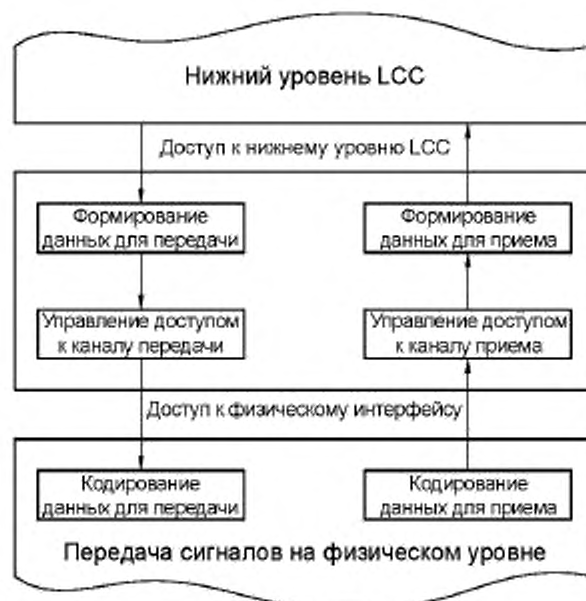 Нижний уровень LCC
Доступ к нижнему уровню LCC
Формирование
данных для передачи
Формирование
данных для приема
Управление доступом
к каналу передачи
Управление доступом
к каналу приема
Доступ к физическому интерфейсу
Кодирование
данных для передачи
Кодирование
данных для приема
Передача сигналов на физическом уровне